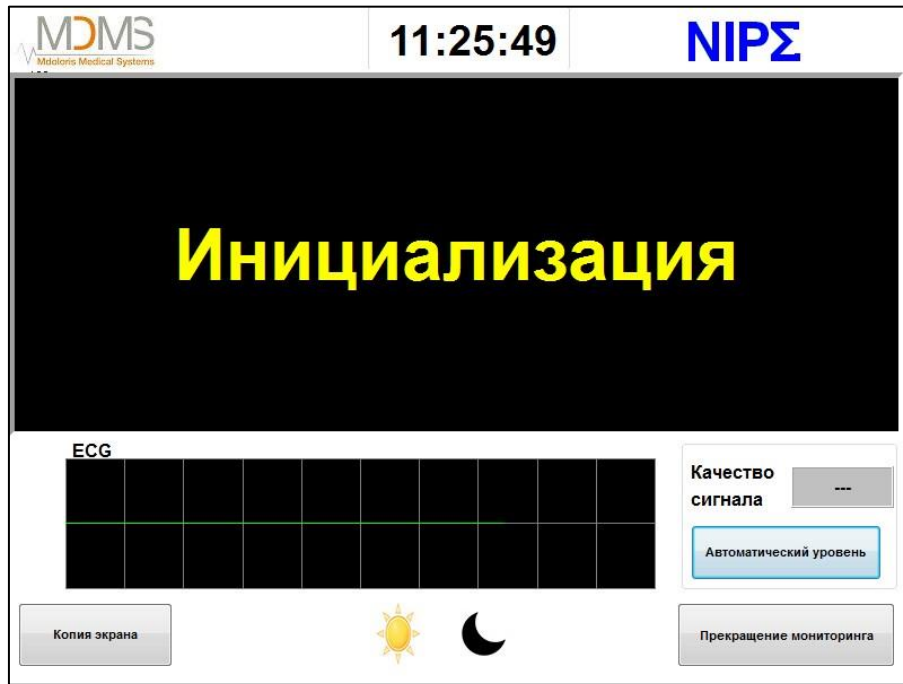 MDMS
Mdoloris Medical Systems
11:25:49
NIPΣ
Инициализация
ECG
Качество
сигнала
---
Автоматический уровень
Копия экрана
Прекращение мониторинга